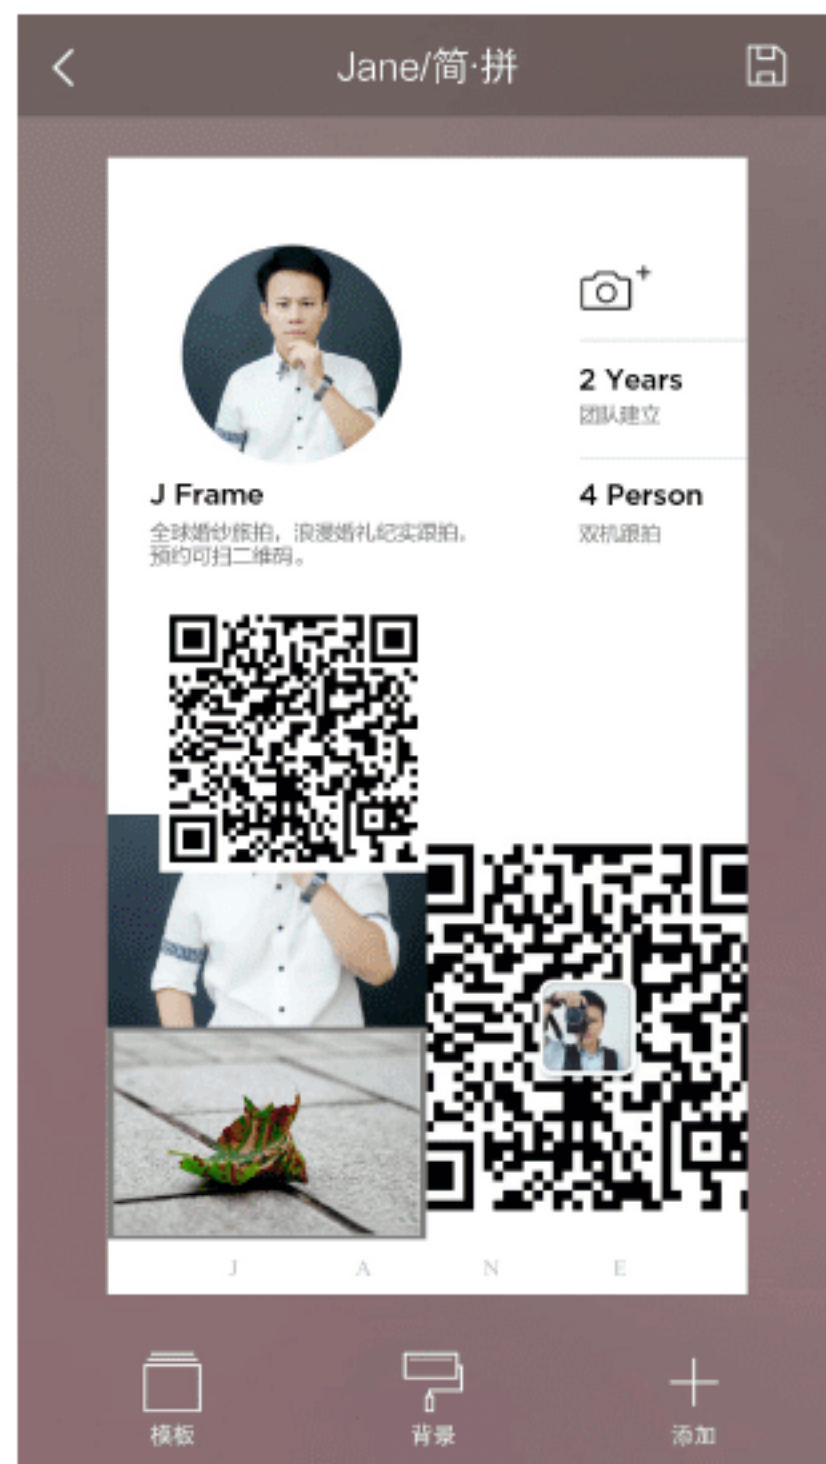 Jane/简·拼
J Frame
全球婚纱旅拍，浪漫婚礼纪实跟拍。
预约可扫二维码。
2 Years
团队建立
4 Person
双机跟拍
J A N E
模板
背景
添加